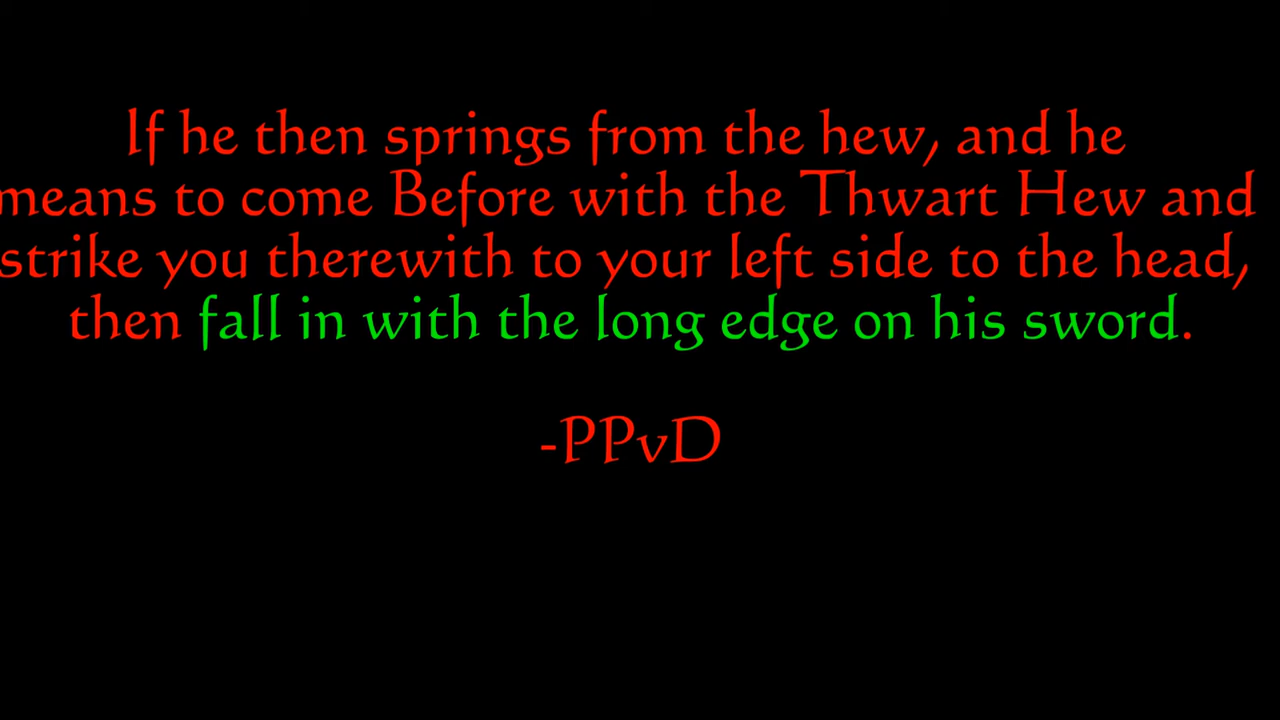 If he then springs from the hew, and he
means to come Before with the Thwart Hew and
strike you therewith to your left side to the head,
then fall in with the long edge on his sword.
-PPvD